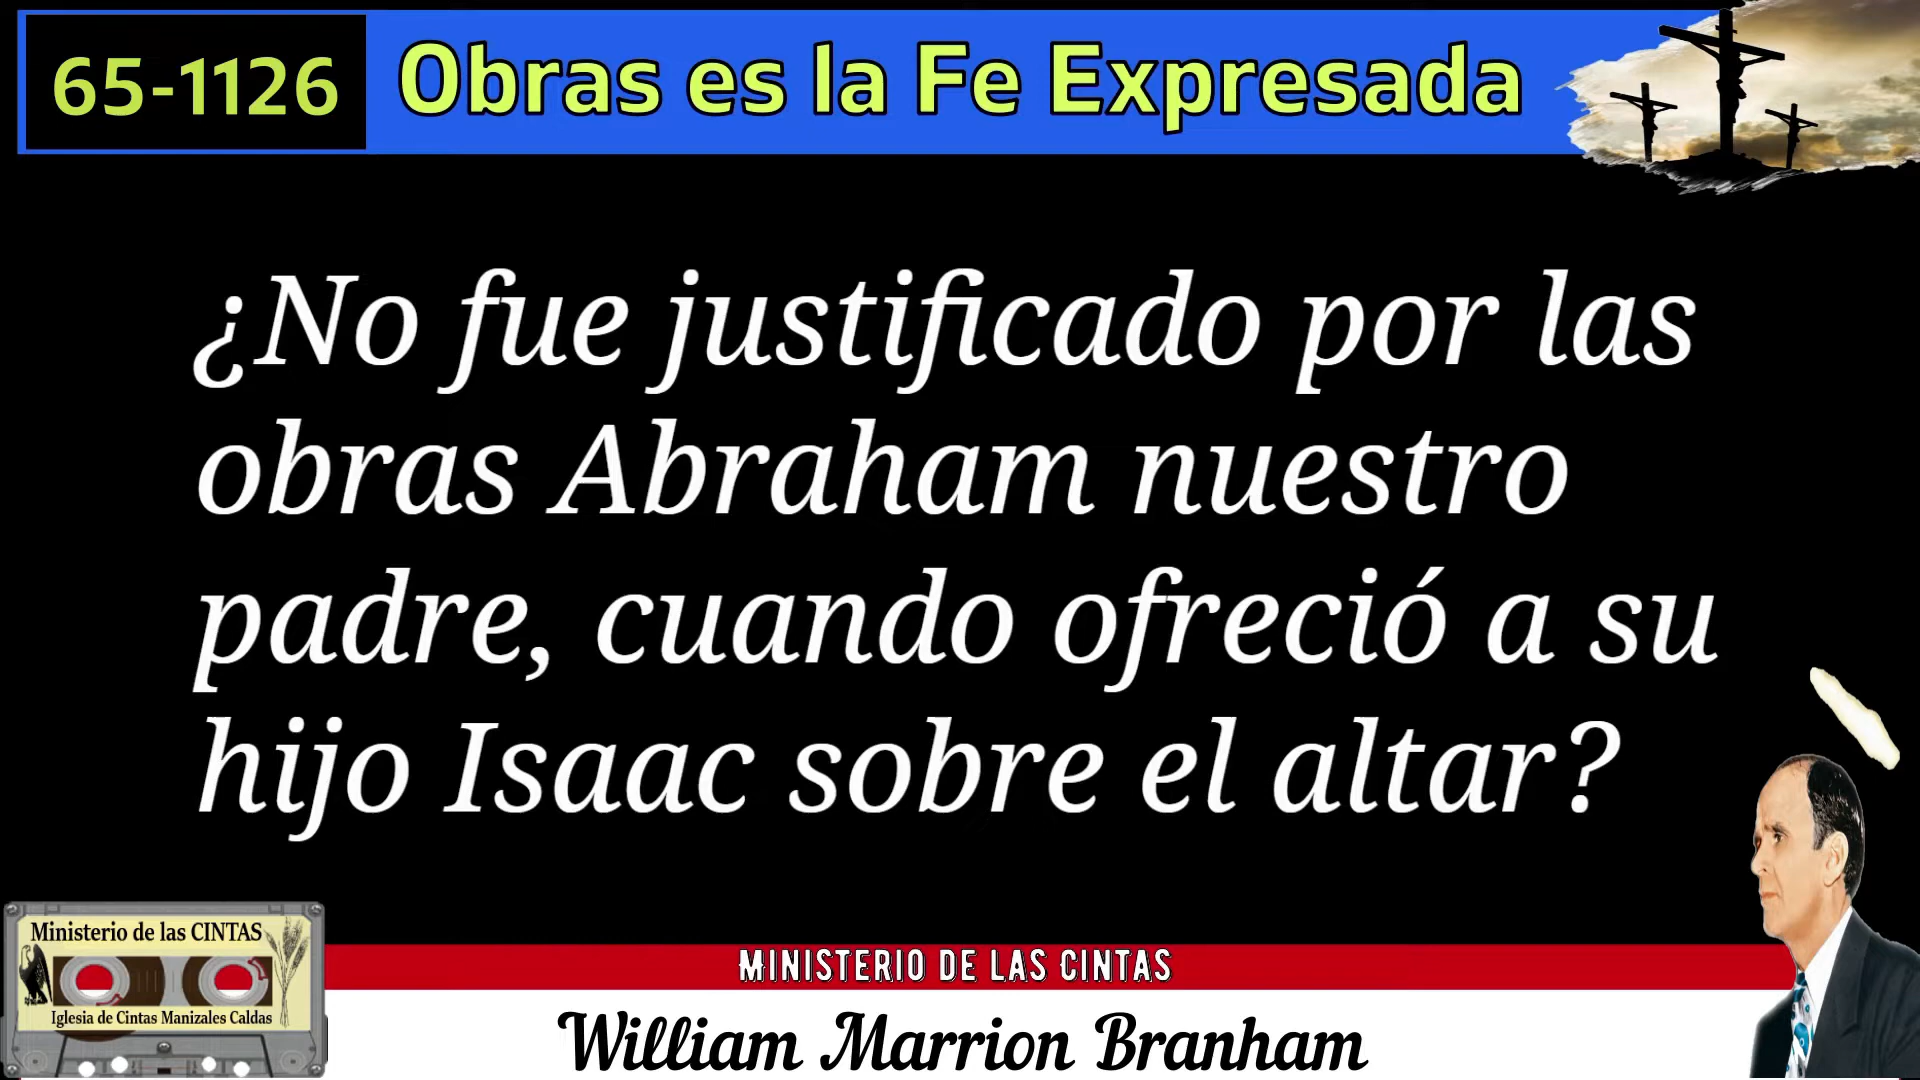 65-1126
Obras es la Fe Expresada
¿No fue justificado por las
obras Abraham nuestro
padre, cuando ofreció a su
hijo Isaac sobre el altar?
Ministerio de las CINTAS
Iglesia de Cintas Manizales Caldas
MINISTERIO DE LAS CINTAS
William Marrion Branham